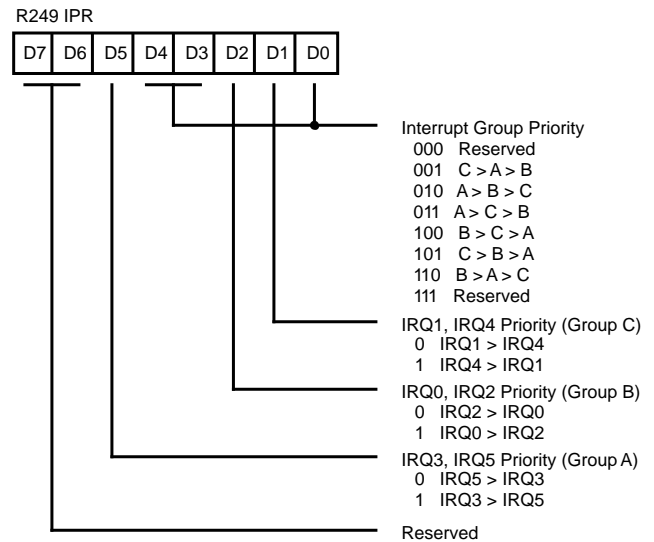 R249 IPR
D7 D6 D5 D4 D3 D2 D1 D0
Interrupt Group Priority
000 Reserved
001 C > A > B
010 A > B > C
011 A > C > B
100 B > C > A
101 C > B > A
110 B > A > C
111 Reserved
IRQ1, IRQ4 Priority (Group C)
0 IRQ1 > IRQ4
1 IRQ4 > IRQ1
IRQ0, IRQ2 Priority (Group B)
0 IRQ2 > IRQ0
1 IRQ0 > IRQ2
IRQ3, IRQ5 Priority (Group A)
0 IRQ5 > IRQ3
1 IRQ3 > IRQ5
Reserved